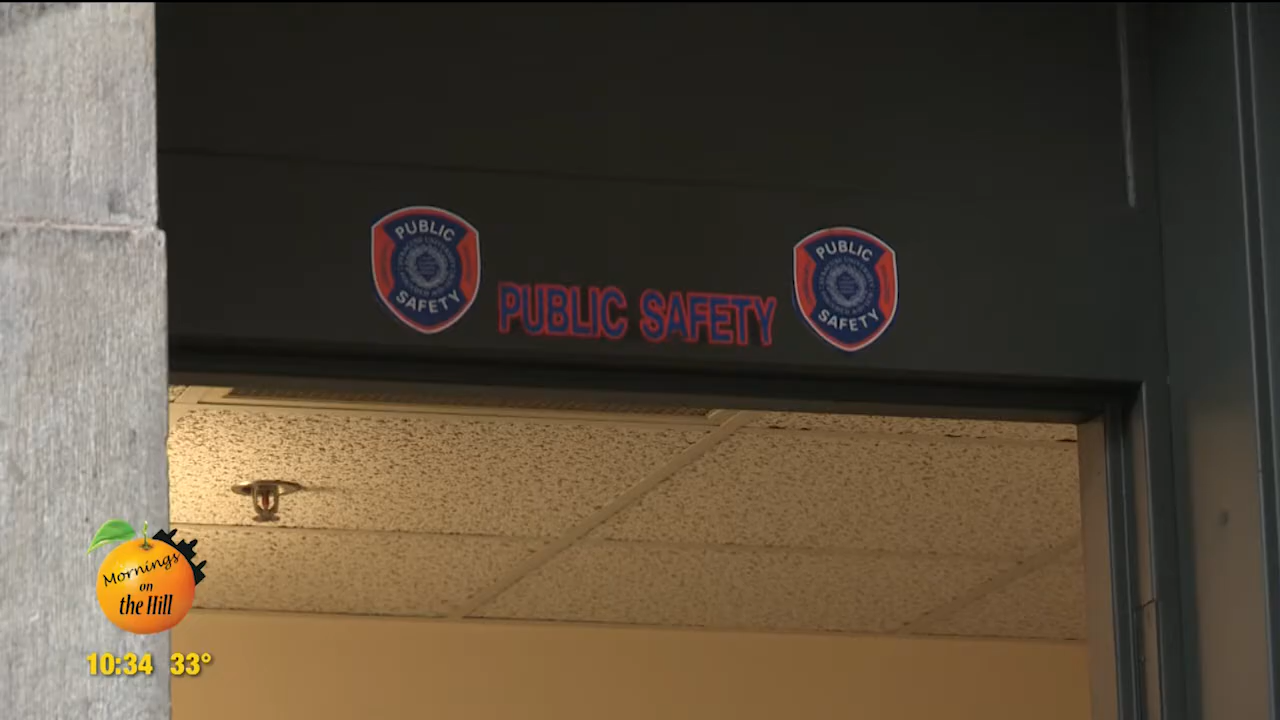 PUBLIC
SAFETY
PUBLIC SAFETY
PUBLIC
SAFETY
Mornings
on
the Hill
10:34 33°